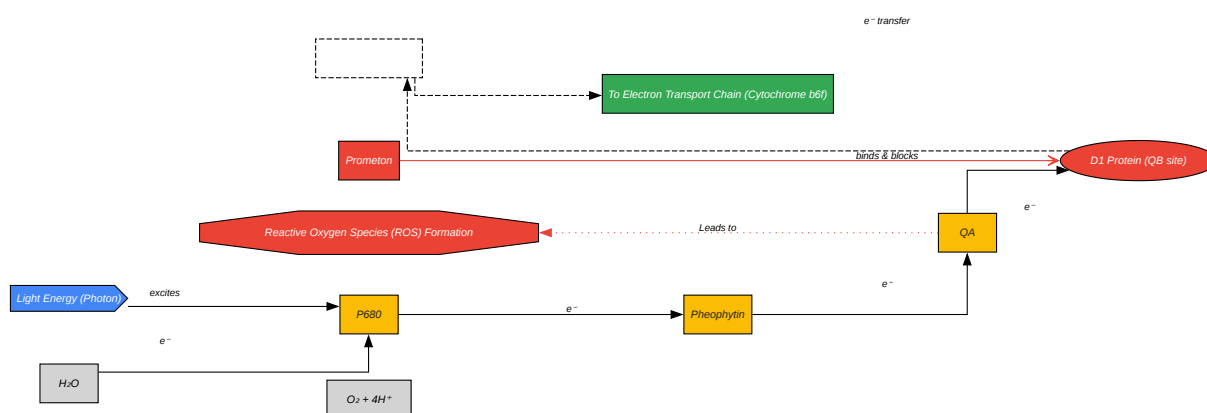 e⁻ transfer
To Electron Transport Chain (Cytochrome b6f)
Prometon
binds & blocks
D1 Protein (QB site)
e⁻
Reactive Oxygen Species (ROS) Formation
Leads to
QA
e⁻
Light Energy (Photon)
excites
P680
e⁻
Pheophytin
e⁻
H₂O
O₂ + 4H⁺